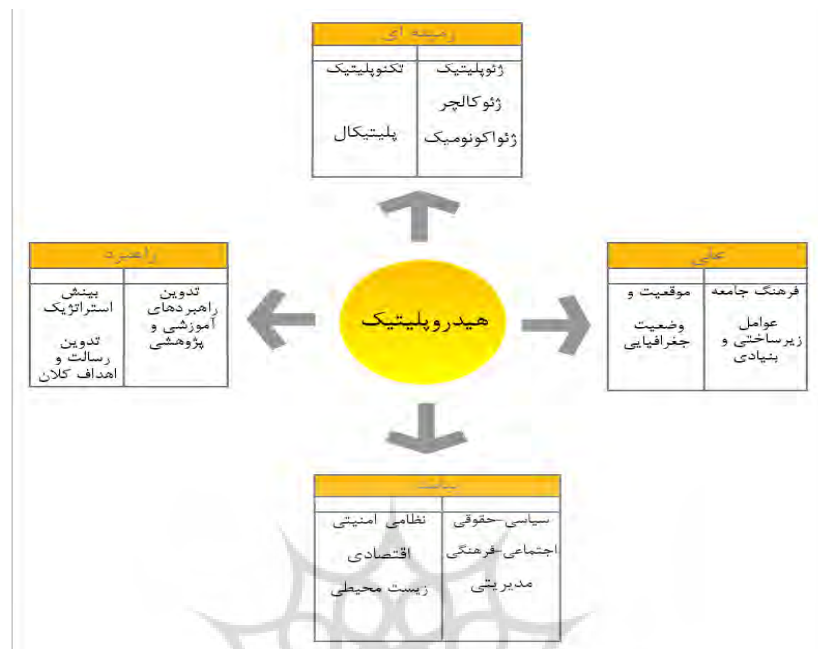 زمینه ای
ژئوپلیتیک
ژئوکالچر
ژئواکونومیک
تکنوپلیتیک
پلیتیکال
علی
فرهنگ جامعه
عوامل
زیرساختی و
بنیادی
موقعیت و
وضعیت
جغرافیایی
هیدروپلیتیک
راهبرد
تدوین
راهبردهای
آموزشی و
پژوهشی
بینش
استراتژیک
تدوین
رسالت و
اهداف کلان
سیاسی-حقوقی
اجتماعی-فرهنگی
مدیریتی
نظامی امنیتی
اقتصادی
زیست محیطی